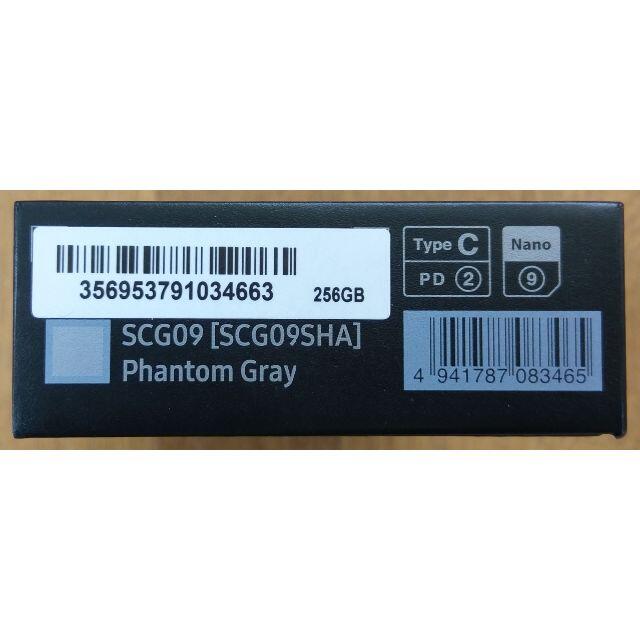 356953791034663 256GB
SCG09 [SCG09SHA]
Phantom Gray
Type C
PD 2
Nano
9
4 941787 083465